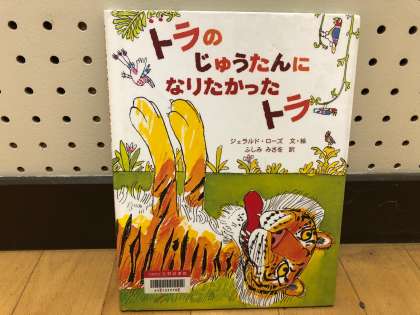 トラの
じゅうたんに
なりたかった
トラ
ジェラルド・ローズ 文・絵
ふしみ みさを 訳